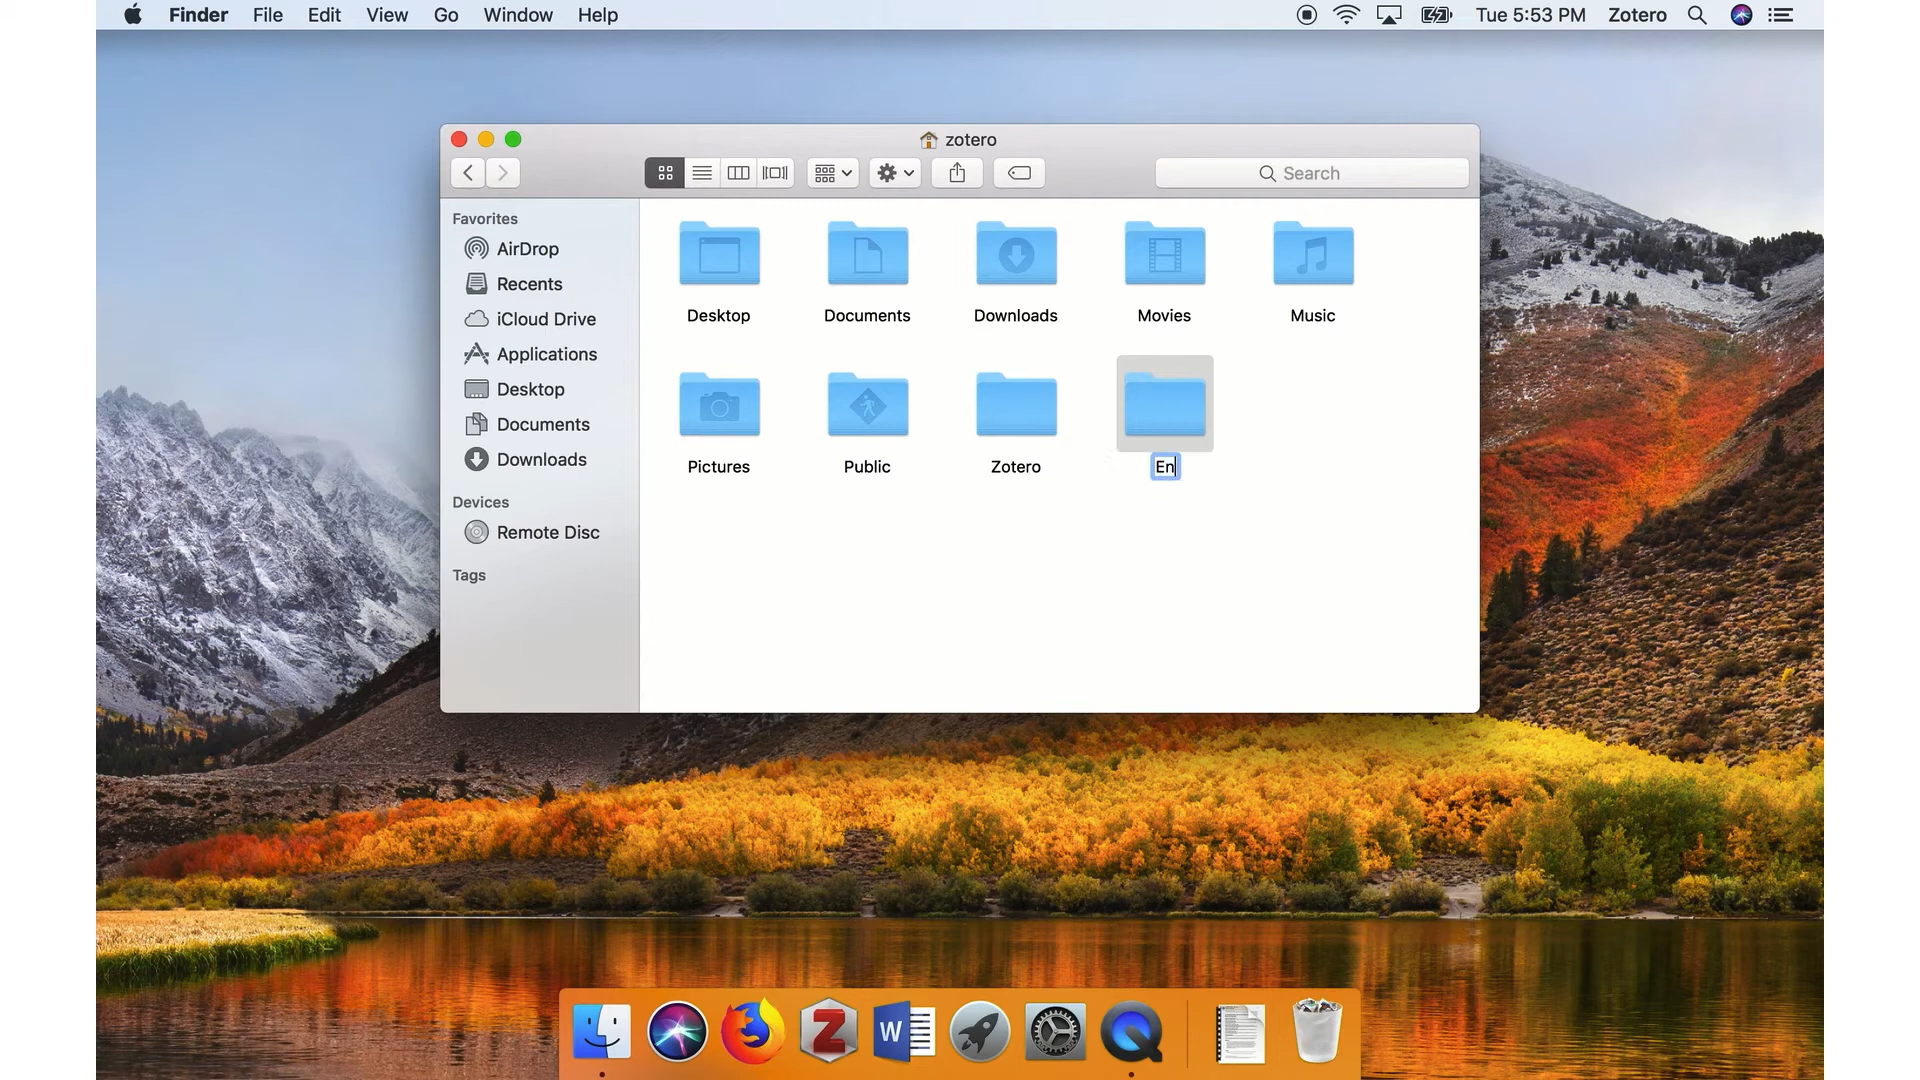 Finder File Edit View Go Window Help Tue 5:53 PM Zotero
zotero
Search
Favorites
AirDrop
Recents
iCloud Drive
Applications
Desktop
Documents
Downloads
Devices
Remote Disc
Tags
Desktop Documents Downloads Movies Music
Pictures Public Zotero En
Z W